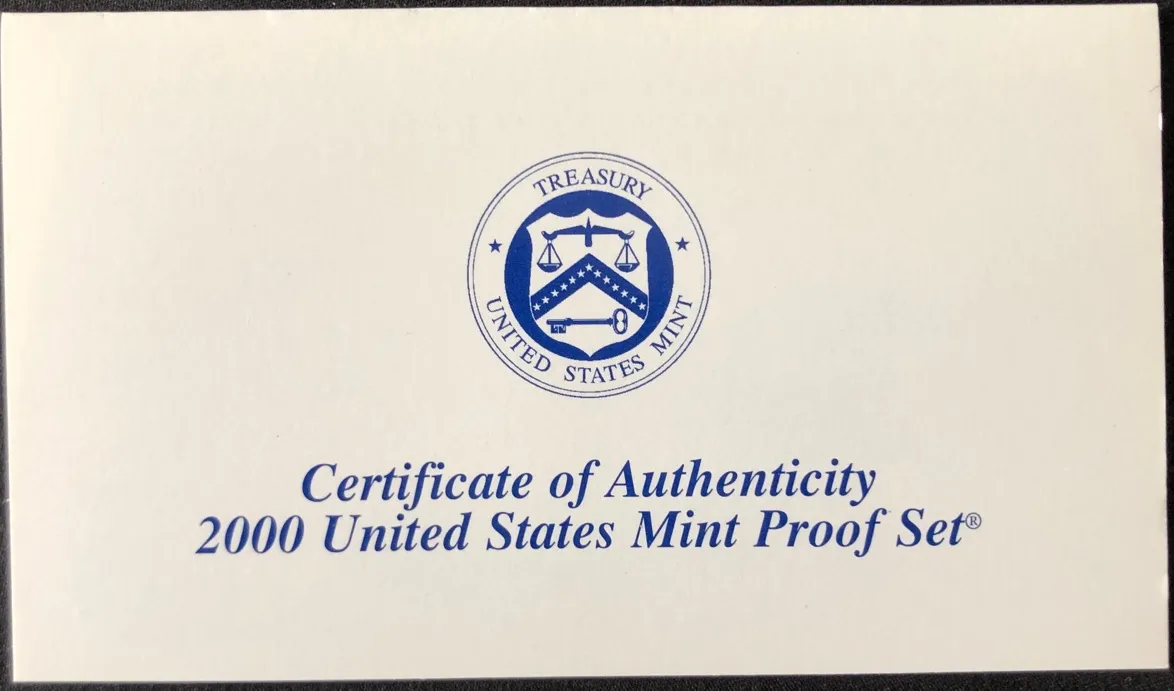 TREASURY
UNITED STATES MINT
Certificate of Authenticity
2000 United States Mint Proof Set®